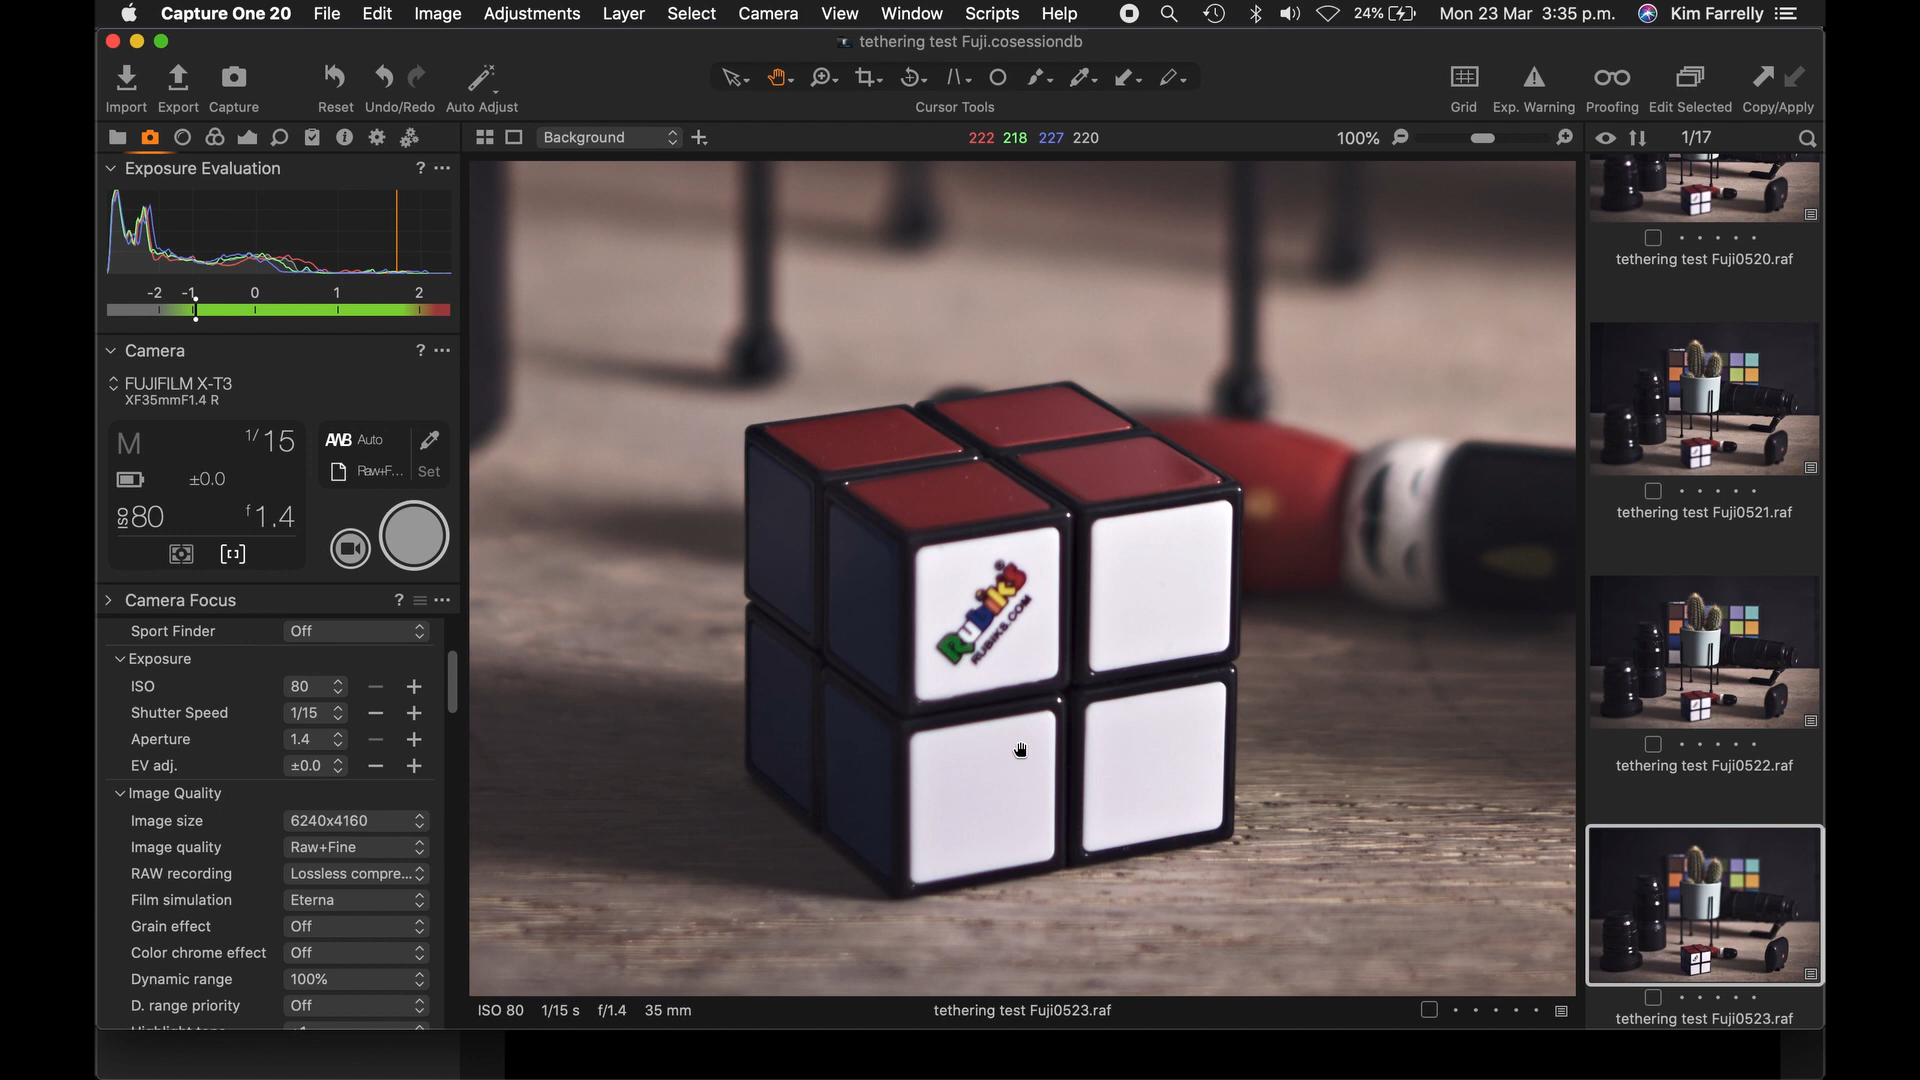 Capture One 20 File Edit Image Adjustments Layer Select Camera View Window Scripts Help 24% Mon 23 Mar 3:35 p.m. Kim Farrelly
tethering test Fuji.cosessiondb
Import Export Capture Reset Undo/Redo Auto Adjust Cursor Tools Grid Exp. Warning Proofing Edit Selected Copy/Apply
Background 222 218 227 220 100% 1/17
Exposure Evaluation ? ...
-2 -1 0 1 2
Camera ? ...
FUJIFILM X-T3
XF35mmF1.4 R
M 1/15 AWB Auto
±0.0 Raw+F... Set
ISO 80 f 1.4
Camera Focus ? ...
Sport Finder Off
Exposure
ISO 80
Shutter Speed 1/15
Aperture 1.4
EV adj. ±0.0
Image Quality
Image size 6240x4160
Image quality Raw+Fine
RAW recording Lossless compre...
Film simulation Eterna
Grain effect Off
Color chrome effect Off
Dynamic range 100%
D. range priority Off
Rubik's
RUBIKS.COM
ISO 80 1/15 s f/1.4 35 mm tethering test Fuji0523.raf
tethering test Fuji0520.raf
tethering test Fuji0521.raf
tethering test Fuji0522.raf
tethering test Fuji0523.raf